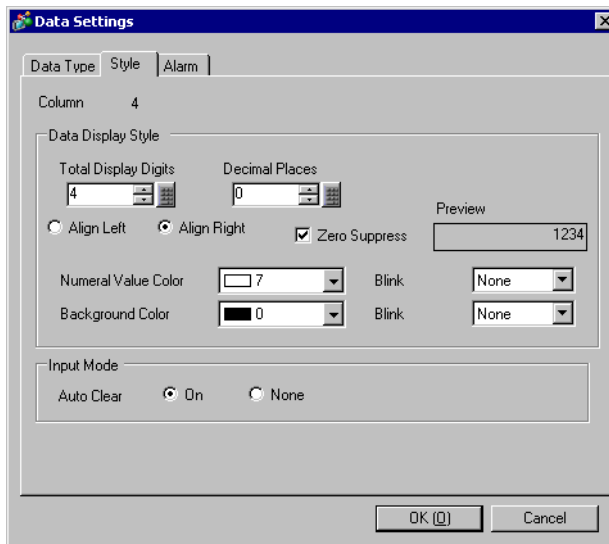 Data Settings
Data Type Style Alarm
Column 4
Data Display Style
Total Display Digits Decimal Places
4 0
Preview
Align Left Align Right Zero Suppress 1234
Numeral Value Color 7 Blink None
Background Color 0 Blink None
Input Mode
Auto Clear On None
OK (O) Cancel